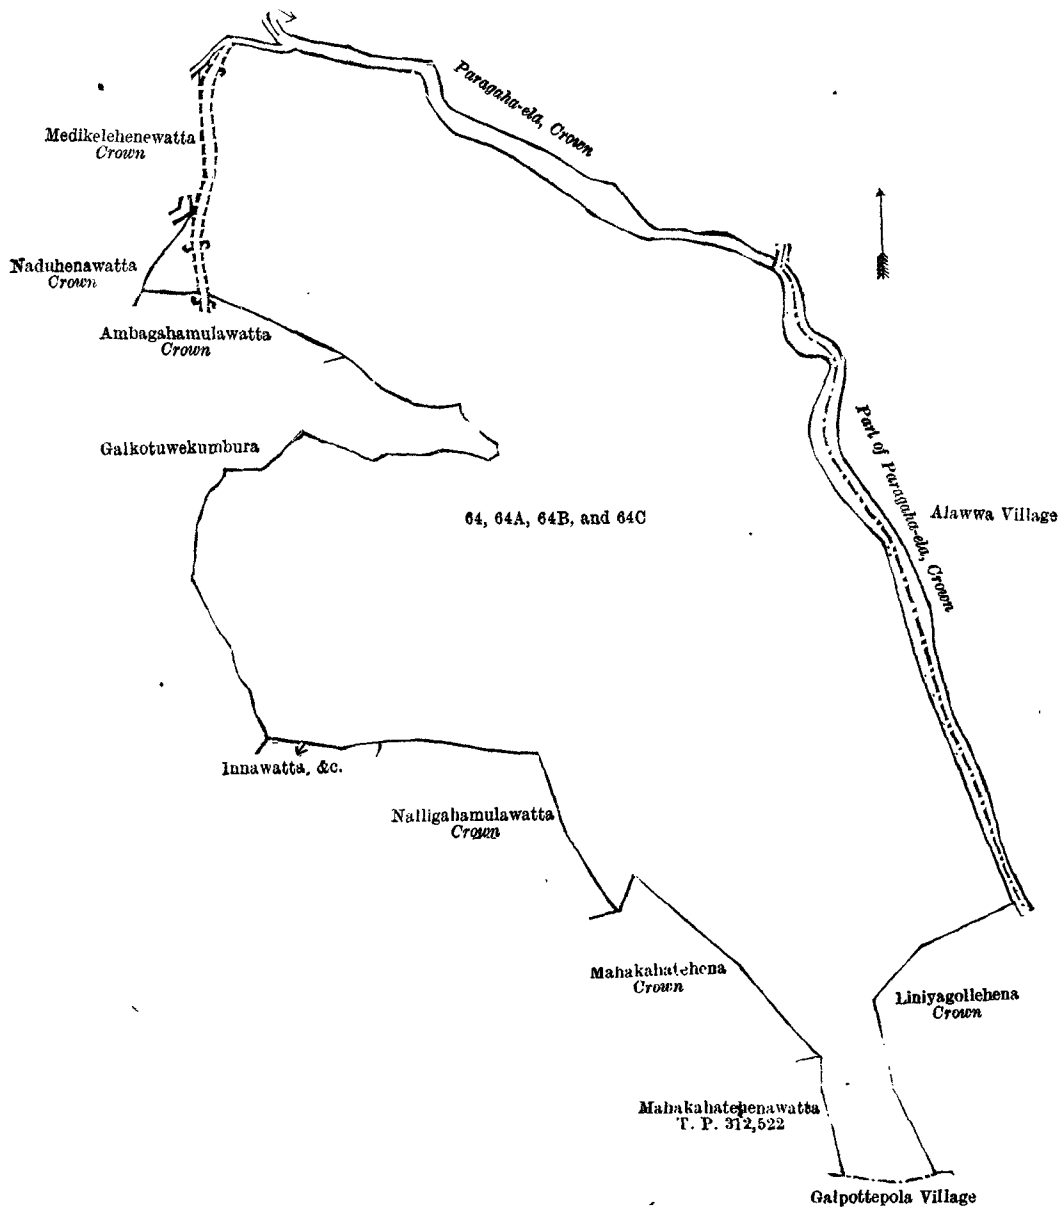 Paragaha-ela, Crown
Medikelehenewatta
Crown
Naduhenawatta
Crown
Ambagahamulawatta
Crown
Galkotuwekumbura
64, 64A, 64B, and 64C
Part of Paragaha-ela, Crown
Alawwa Village
Innawatta, &c.
Nalligahamulawatta
Crown
Mahakahatehena
Crown
Liniyagollehena
Crown
Mahakahatehenawatta
T. P. 312,522
Galpottepola Village